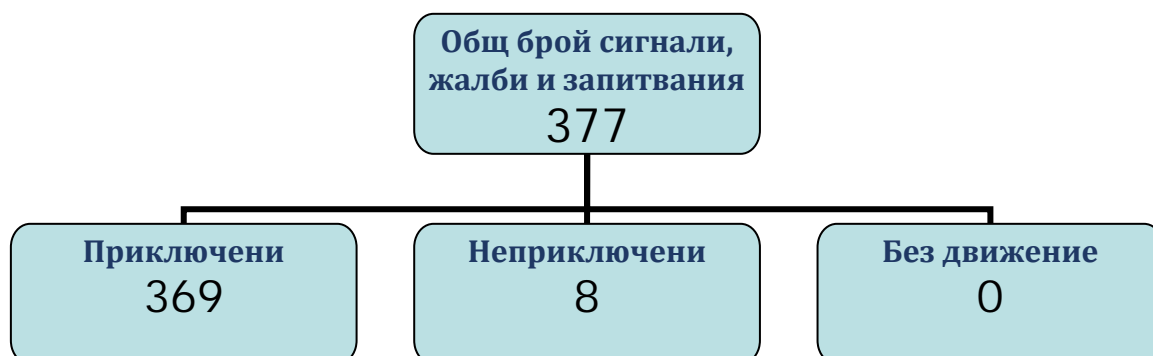 Общ брой сигнали,
жалби и запитвания
377
Приключени
369
Неприключени
8
Без движение
0